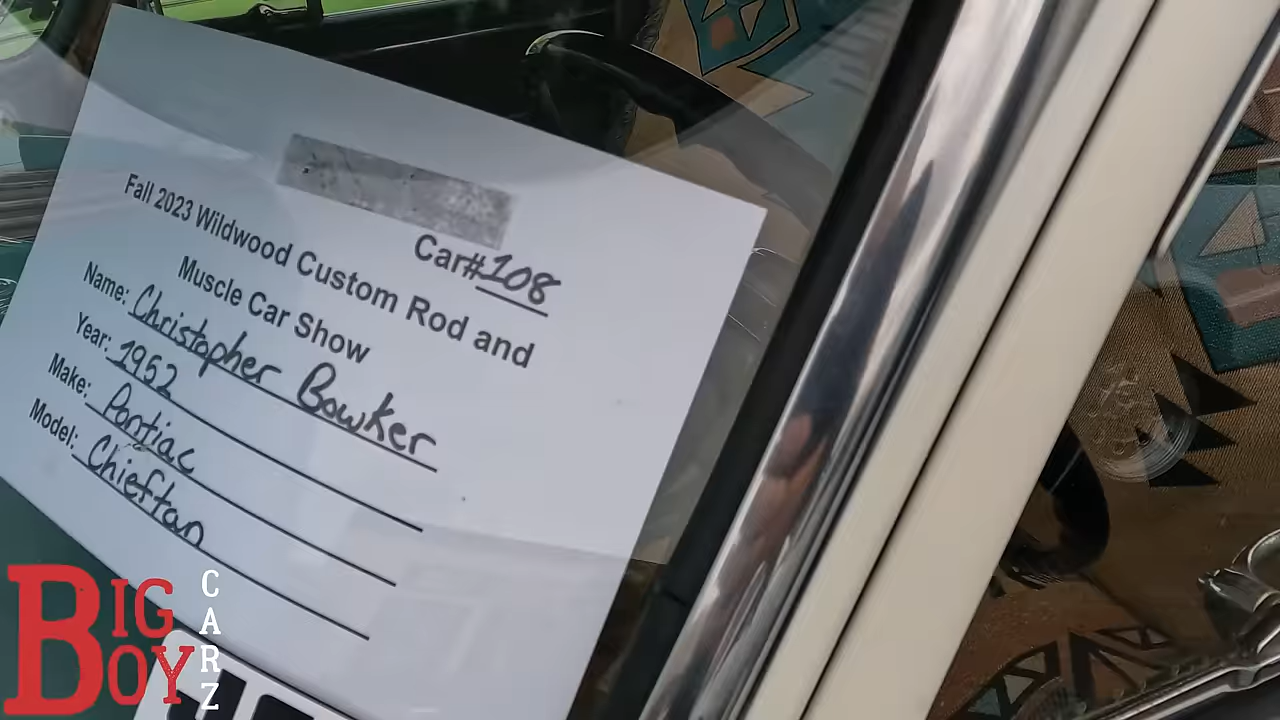 Car#108
Fall 2023 Wildwood Custom Rod and
Muscle Car Show
Name: Christopher Bowker
Year: 1952
Make: Pontiac
Model: Chieftan
BIG BOY CARZ